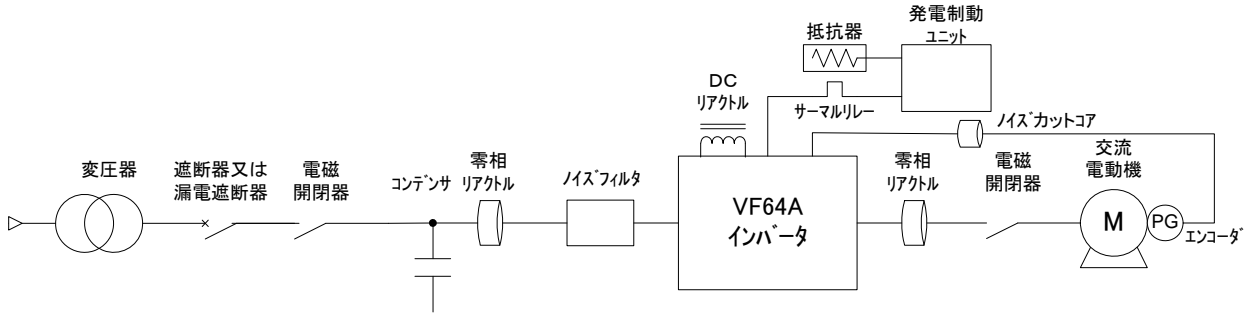 発電制動
ユニット
抵抗器
DC
リアクトル
サーマルリレー
ノイズカットコア
変圧器
遮断器又は
漏電遮断器
電磁
開閉器
コンデンサ
零相
リアクトル
ノイズフィルタ
VF64A
インバータ
零相
リアクトル
電磁
開閉器
交流
電動機
M
PG
エンコーダ